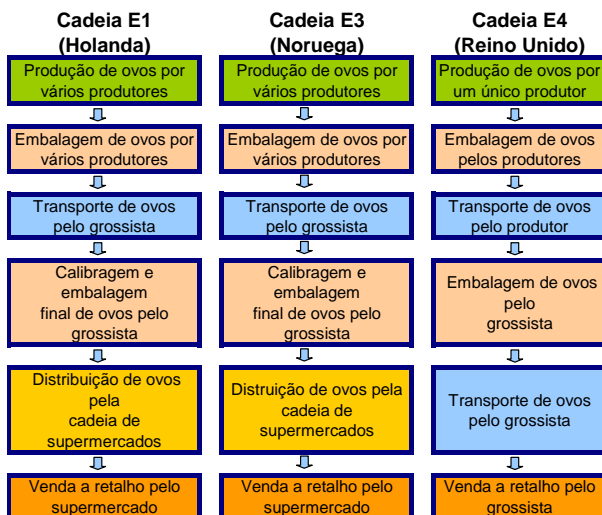 Cadeia E1
(Holanda)
Produção de ovos por
vários produtores
Embalagem de ovos por
vários produtores
Transporte de ovos
pelo grossista
Calibragem e
embalagem
final de ovos pelo
grossista
Distribuição de ovos
pela
cadeia de
supermercados
Venda a retalho pelo
supermercado
Cadeia E3
(Noruega)
Produção de ovos por
vários produtores
Embalagem de ovos por
vários produtores
Transporte de ovos
pelo grossista
Calibragem e
embalagem
final de ovos pelo
grossista
Distruição de ovos pela
cadeia de
supermercados
Venda a retalho pelo
supermercado
Cadeia E4
(Reino Unido)
Produção de ovos por
um único produtor
Embalagem de ovos
pelos produtores
Transporte de ovos
pelo produtor
Embalagem de ovos
pelo
grossista
Transporte de ovos
pelo grossista
Venda a retalho pelo
grossista